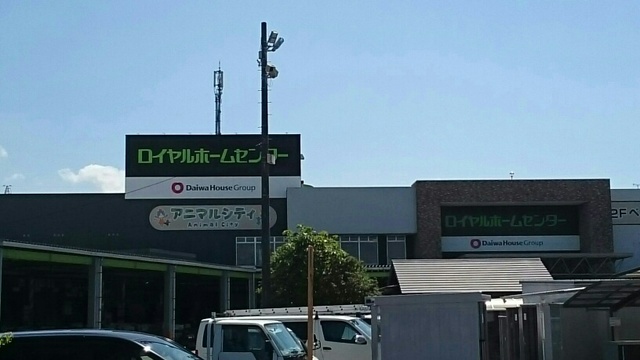 ロイヤルホームセンター
Daiwa House Group
アニマルシティ
Animal City
ロイヤルホームセンター
Daiwa House Group
2F